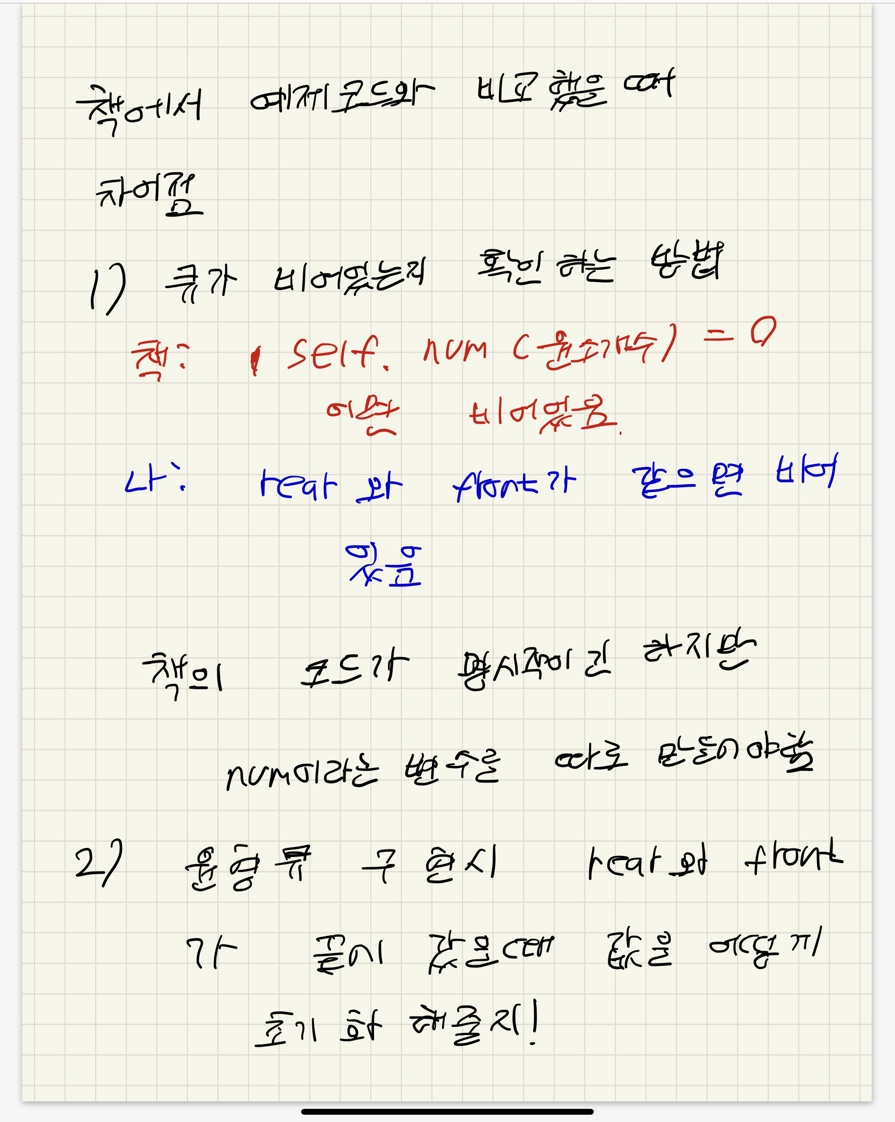 책에서 예제코드와 비교했을 때
차이점
1) 큐가 비어있는지 확인하는 방법
책: self. num (원소개수) = 0
이면 비어있음.
나: rear 와 front가 같으면 비어
있음
책의 코드가 명시적이긴 하지만
num이라는 변수를 따로 만들어야함
2) 원형큐 구현시 rear와 front
가 끝에 갔을때 값을 어떻게
초기화 해줄지!